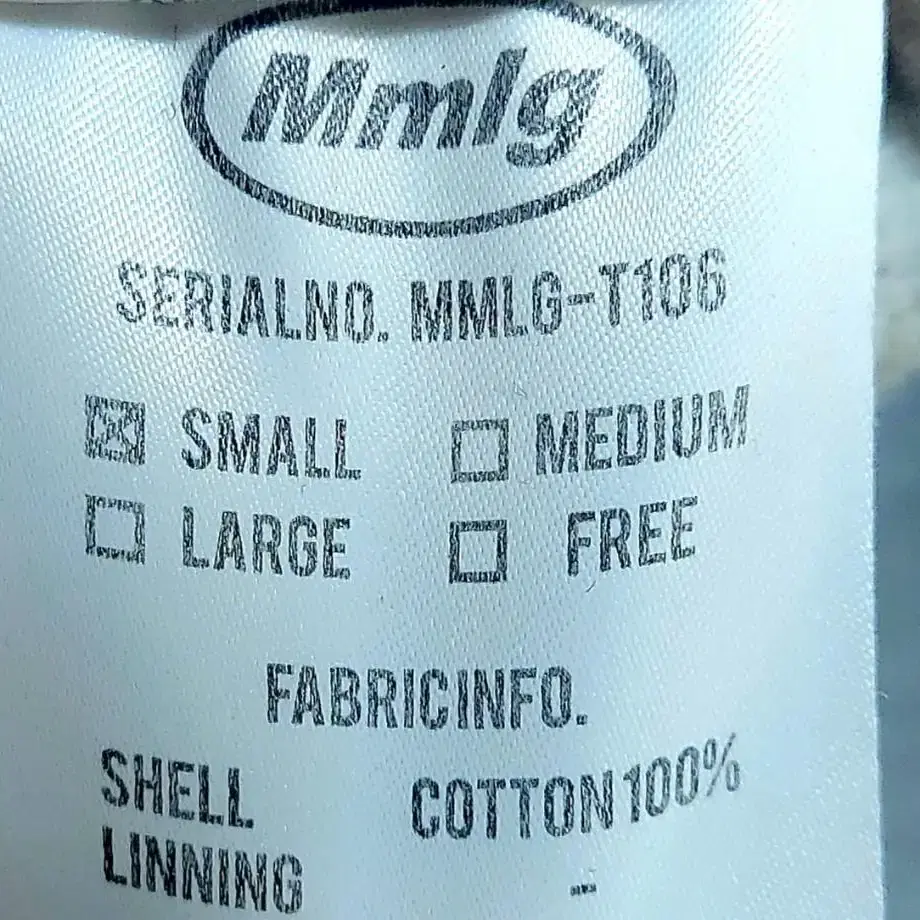 Mmlg
SERIALNO. MMLG-T106
☒ SMALL ☐ MEDIUM
☐ LARGE ☐ FREE
FABRICINFO.
SHELL COTTON100%
LINNING -